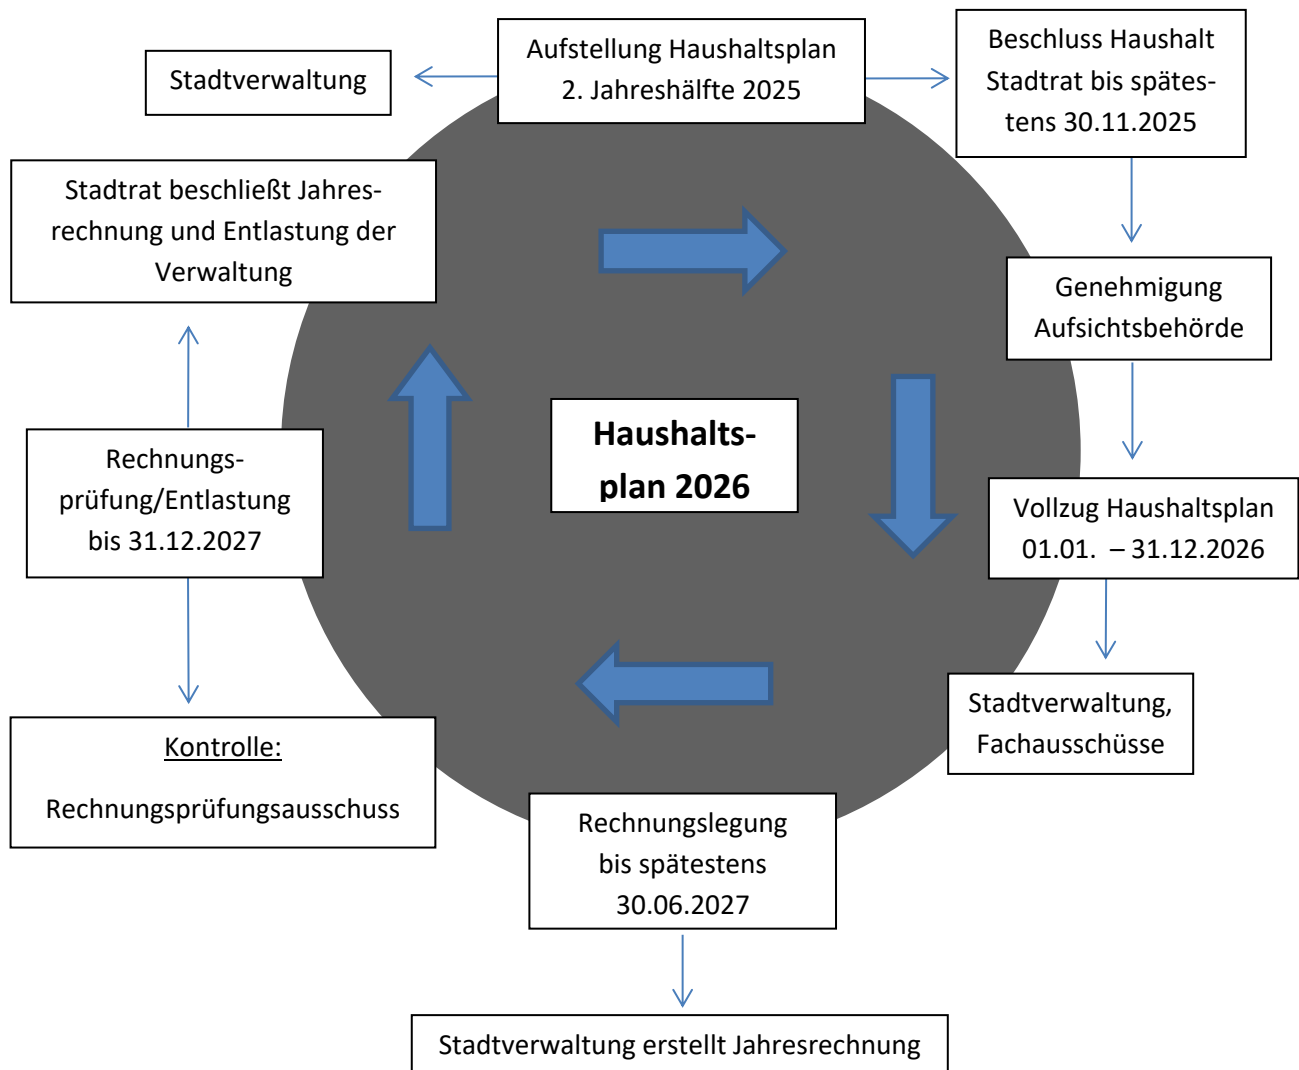 Aufstellung Haushaltsplan
2. Jahreshälfte 2025
Stadtverwaltung
Beschluss Haushalt
Stadtrat bis spätes-
tens 30.11.2025
Stadtrat beschließt Jahres-
rechnung und Entlastung der
Verwaltung
Genehmigung
Aufsichtsbehörde
Haushalts-
plan 2026
Rechnungs-
prüfung/Entlastung
bis 31.12.2027
Vollzug Haushaltsplan
01.01. – 31.12.2026
Stadtverwaltung,
Fachausschüsse
Kontrolle:
Rechnungsprüfungsausschuss
Rechnungslegung
bis spätestens
30.06.2027
Stadtverwaltung erstellt Jahresrechnung